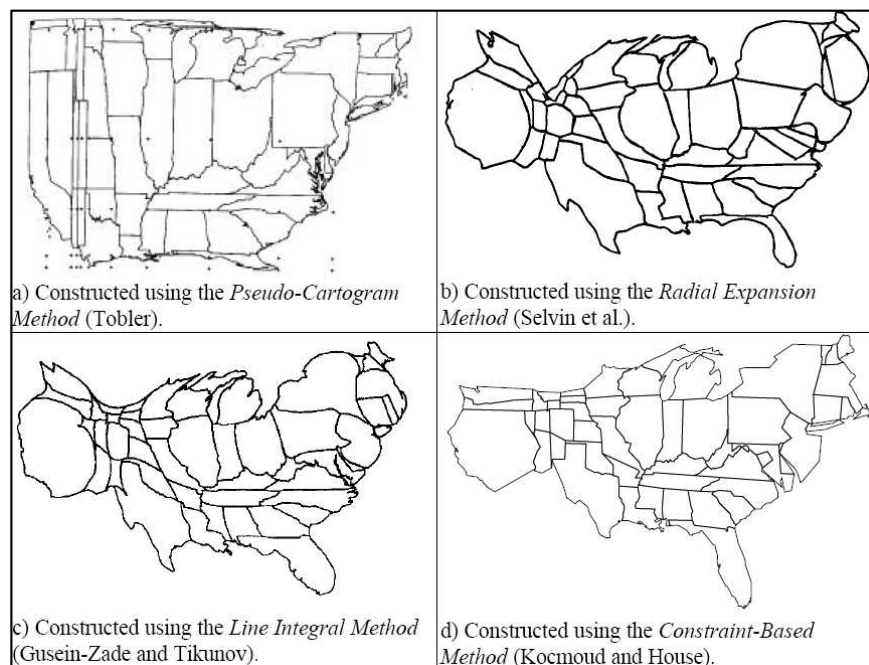 a) Constructed using the Pseudo-Cartogram
Method (Tobler).
b) Constructed using the Radial Expansion
Method (Selvin et al.).
c) Constructed using the Line Integral Method
(Gusein-Zade and Tikunov).
d) Constructed using the Constraint-Based
Method (Kocmoud and House).